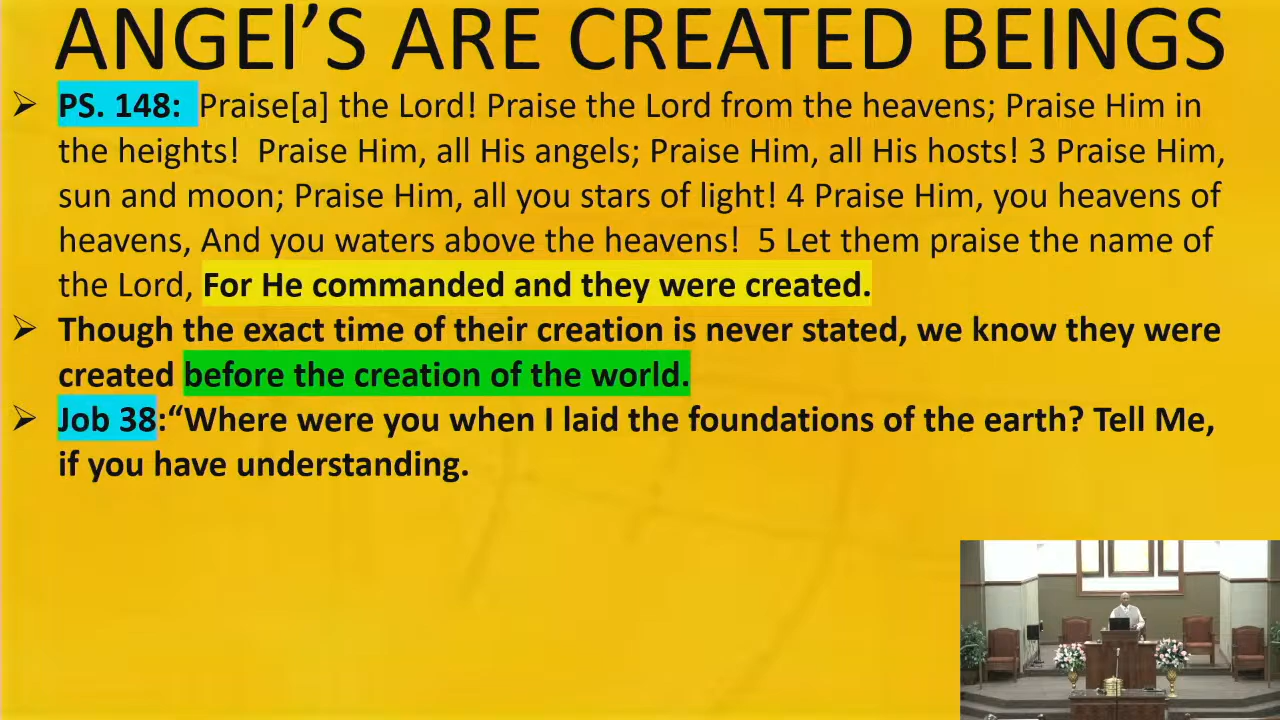 ANGEl’S ARE CREATED BEINGS
➢ PS. 148: Praise[a] the Lord! Praise the Lord from the heavens; Praise Him in
the heights! Praise Him, all His angels; Praise Him, all His hosts! 3 Praise Him,
sun and moon; Praise Him, all you stars of light! 4 Praise Him, you heavens of
heavens, And you waters above the heavens! 5 Let them praise the name of
the Lord, For He commanded and they were created.
➢ Though the exact time of their creation is never stated, we know they were
created before the creation of the world.
➢ Job 38:“Where were you when I laid the foundations of the earth? Tell Me,
if you have understanding.